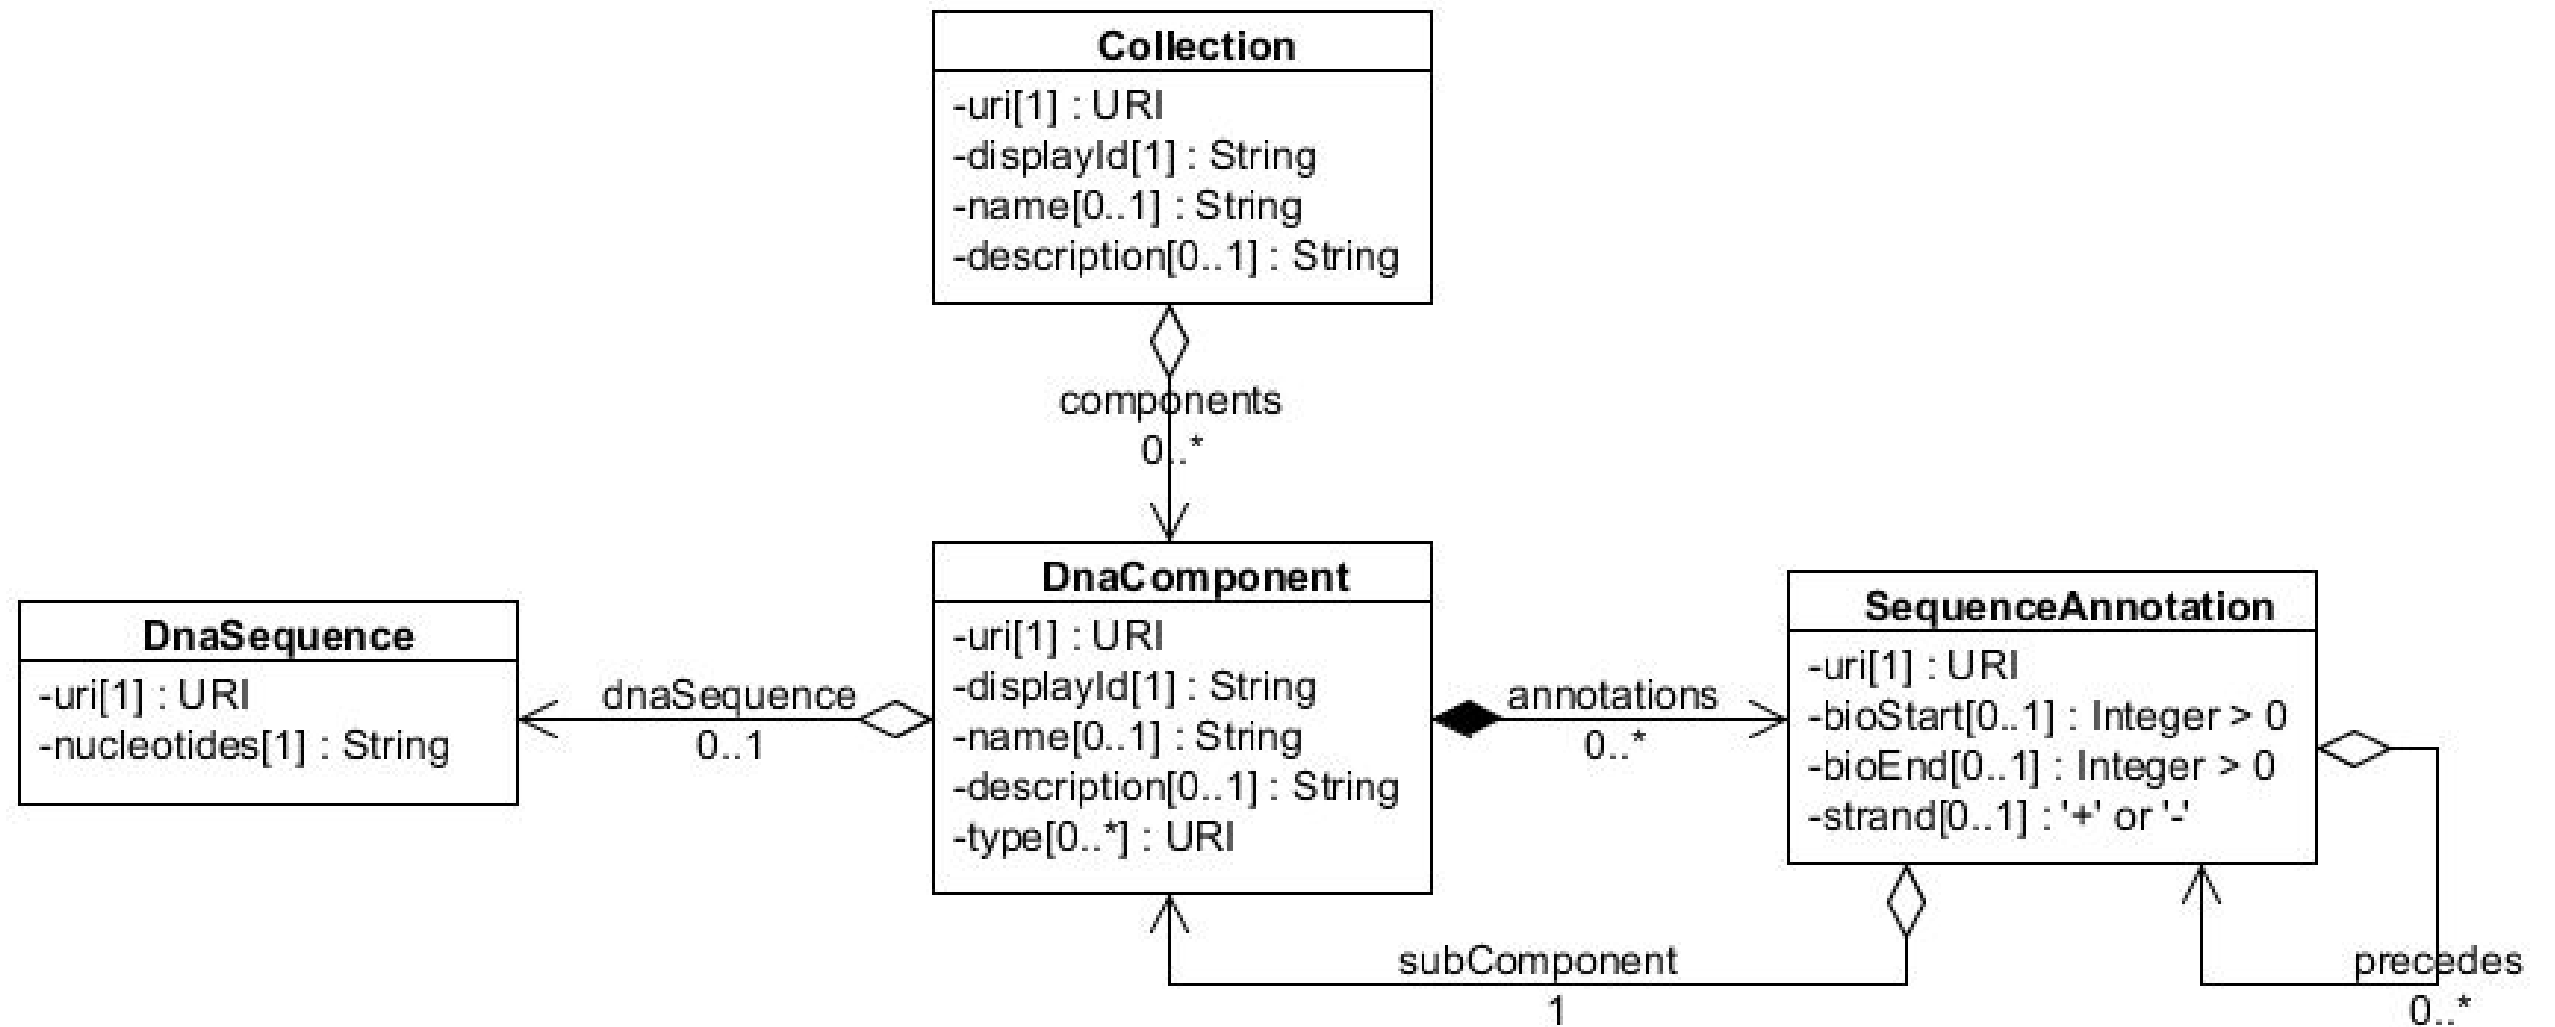 Collection
-uri[1] : URI
-displayId[1] : String
-name[0..1] : String
-description[0..1] : String
components
0..*
DnaSequence
-uri[1] : URI
-nucleotides[1] : String
dnaSequence
0..1
DnaComponent
-uri[1] : URI
-displayId[1] : String
-name[0..1] : String
-description[0..1] : String
-type[0..*] : URI
annotations
0..*
SequenceAnnotation
-uri[1] : URI
-bioStart[0..1] : Integer > 0
-bioEnd[0..1] : Integer > 0
-strand[0..1] : '+' or '-'
subComponent
1
precedes
0..*